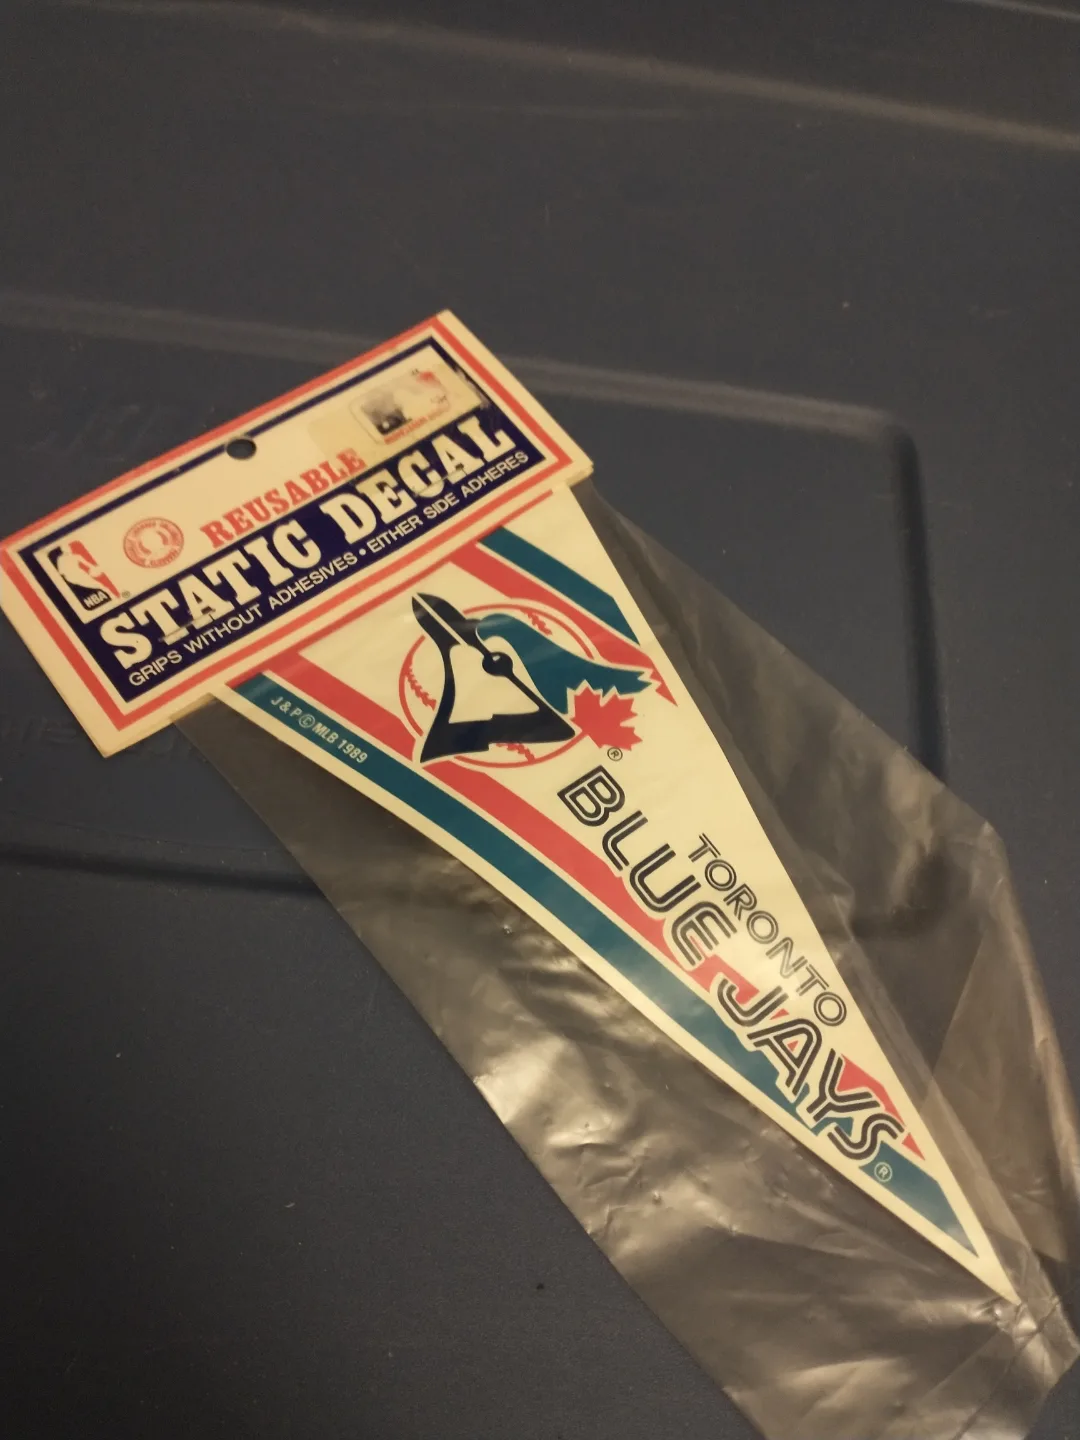 REUSABLE
STATIC DECAL
GRIPS WITHOUT ADHESIVES • EITHER SIDE ADHERES
NBA
J & P © MLB 1989
®
TORONTO
BLUE JAYS®